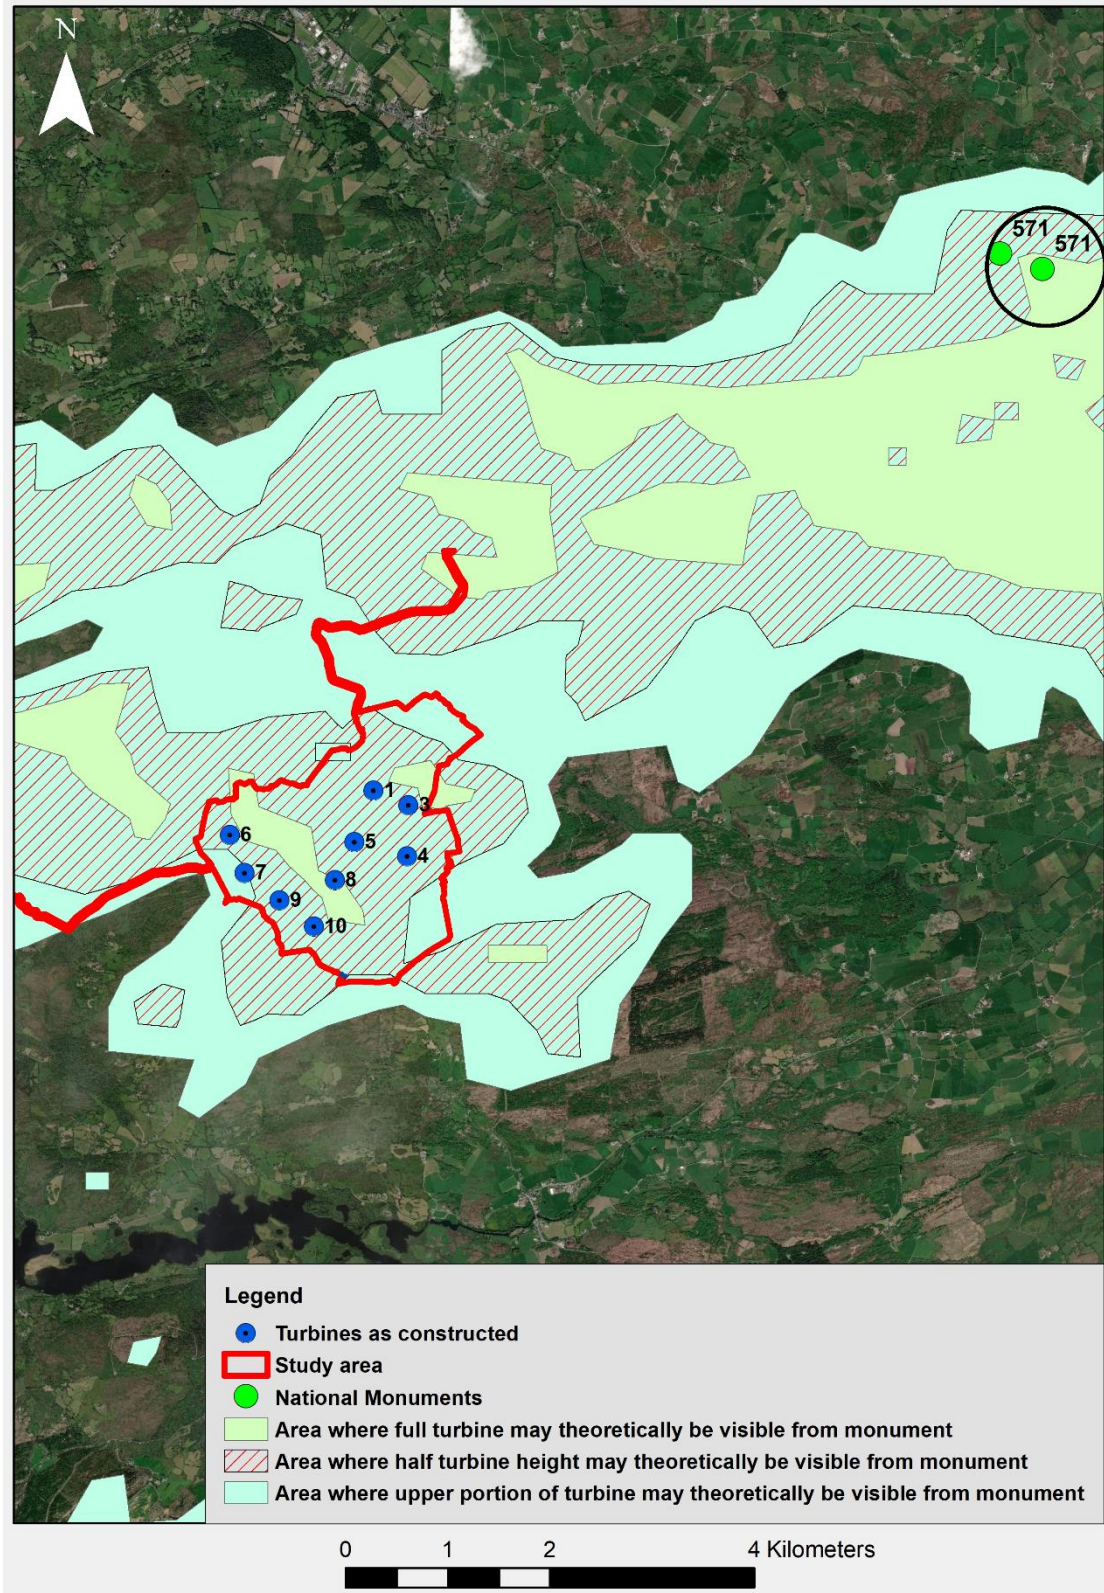 N
571
571
1
3
6
5
4
7
8
9
10
Legend
Turbines as constructed
Study area
National Monuments
Area where full turbine may theoretically be visible from monument
Area where half turbine height may theoretically be visible from monument
Area where upper portion of turbine may theoretically be visible from monument
0 1 2 4 Kilometers